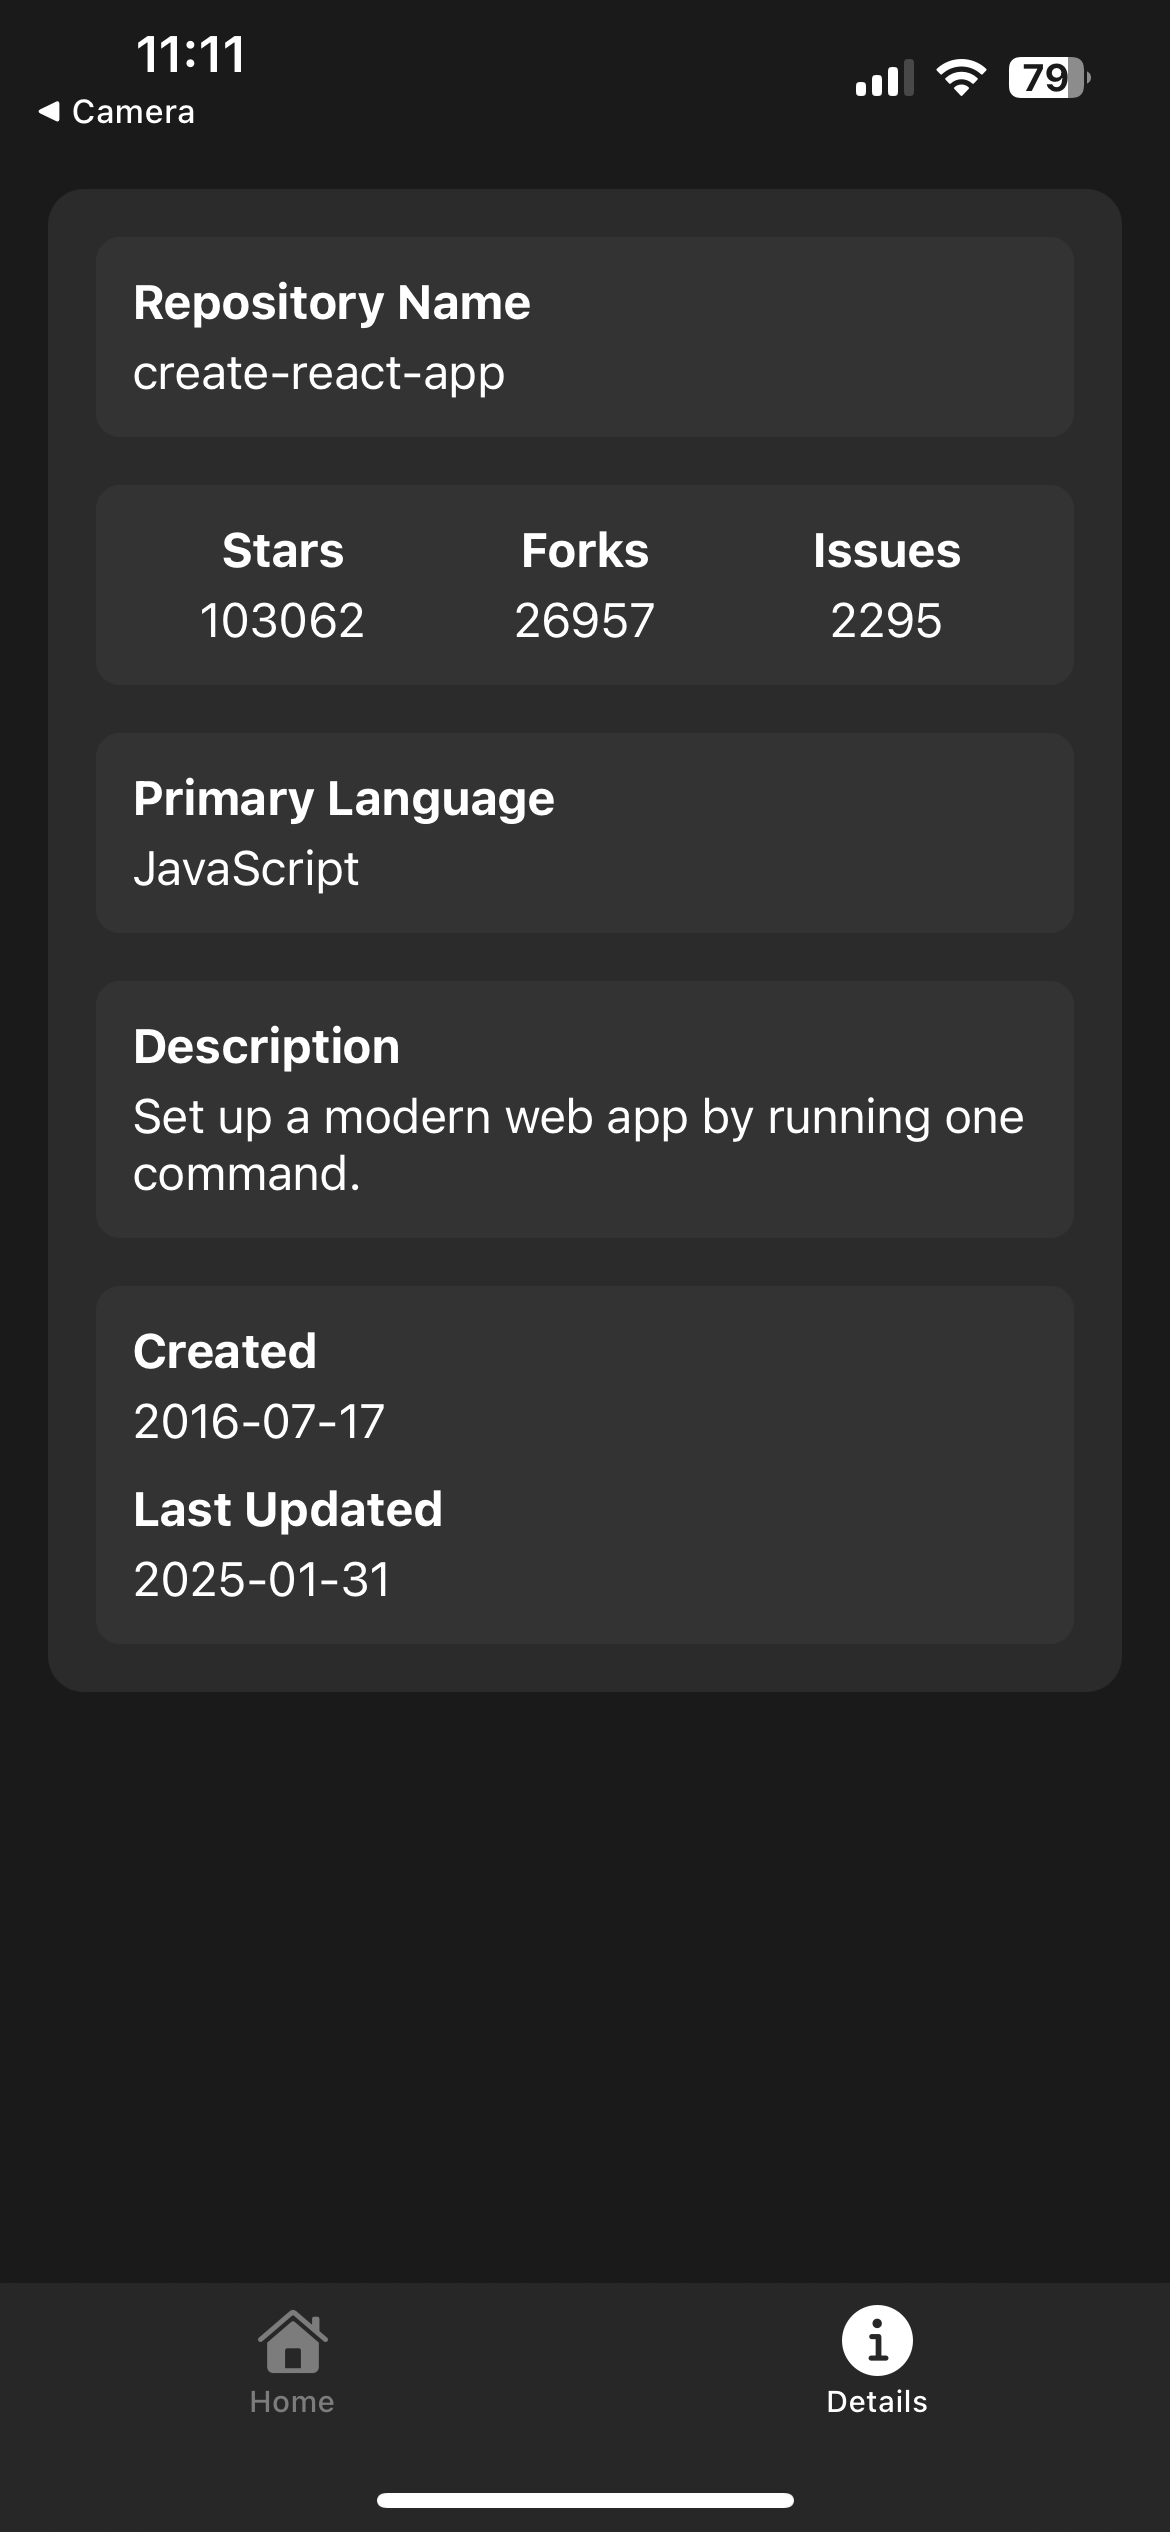 11:11
Camera
79
Repository Name
create-react-app
Stars Forks Issues
103062 26957 2295
Primary Language
JavaScript
Description
Set up a modern web app by running one
command.
Created
2016-07-17
Last Updated
2025-01-31
Home Details